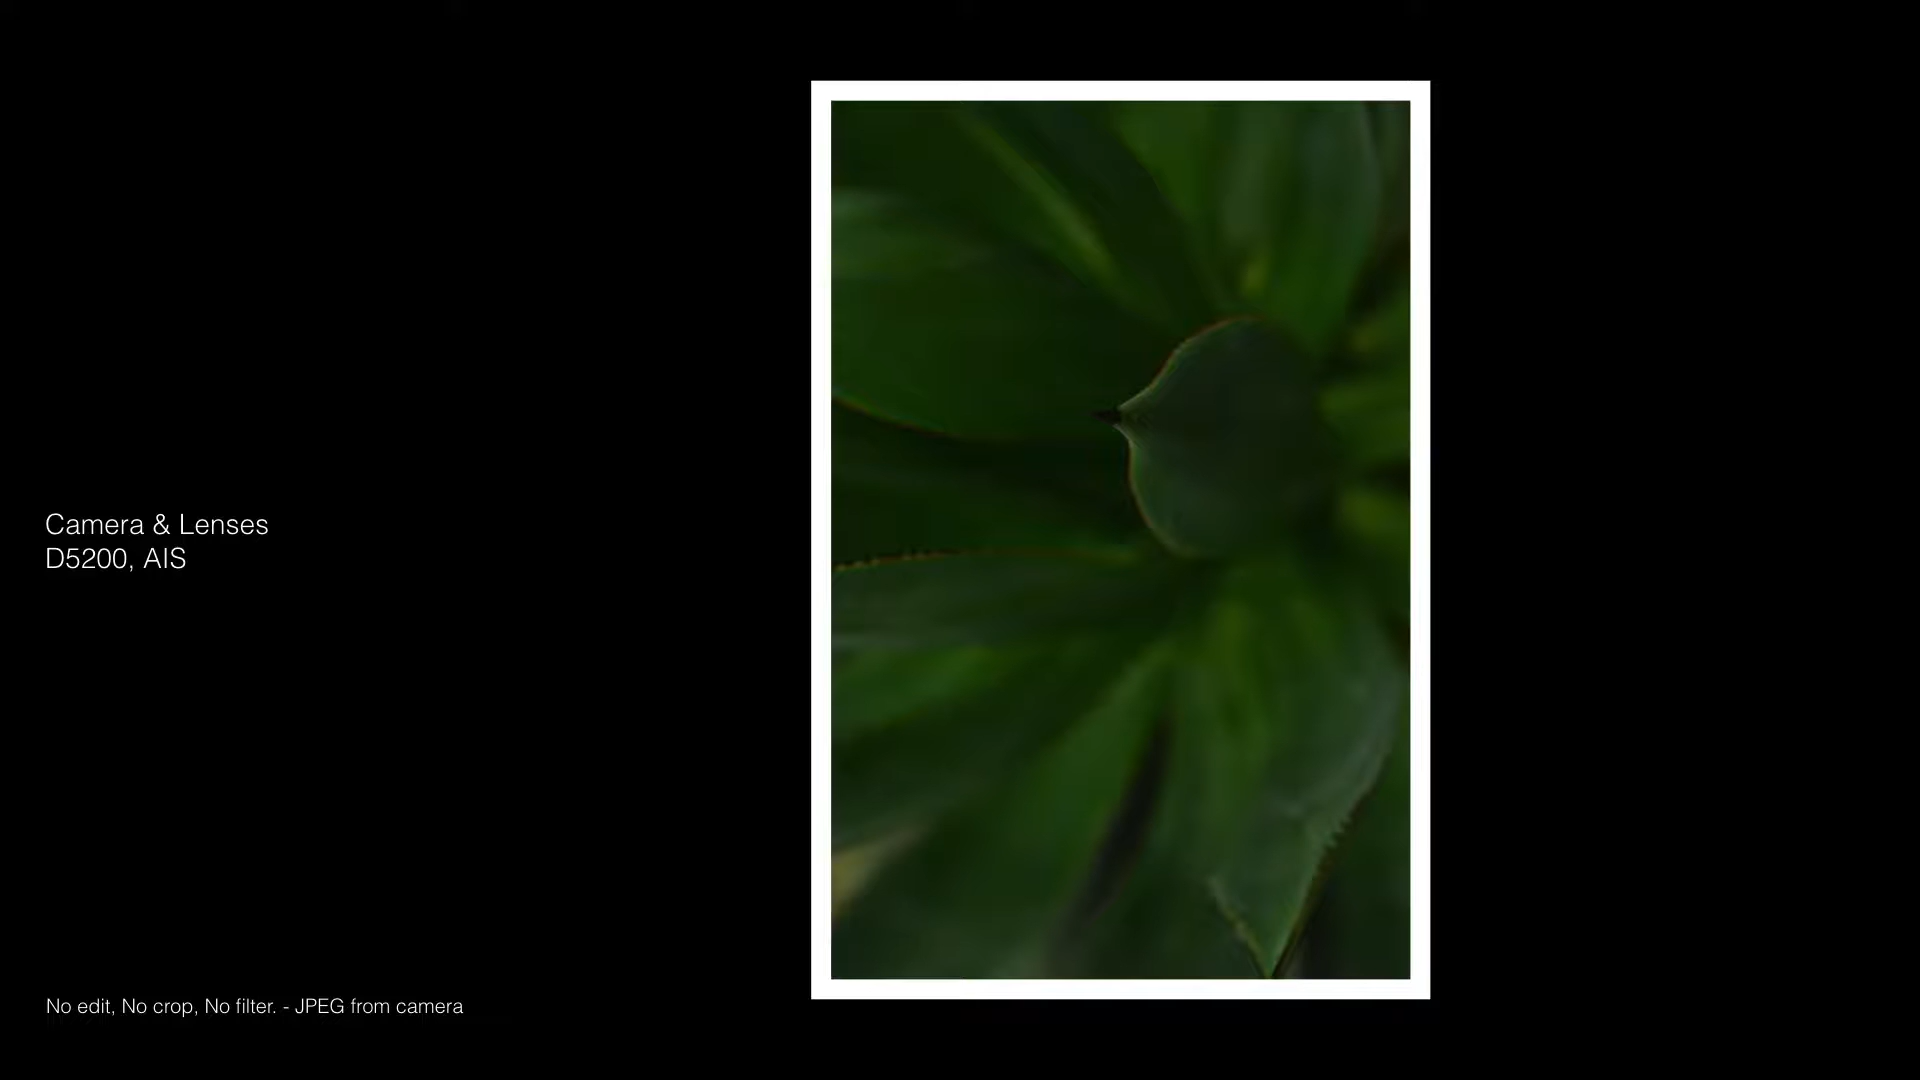 Camera & Lenses
D5200, AIS
No edit, No crop, No filter. - JPEG from camera